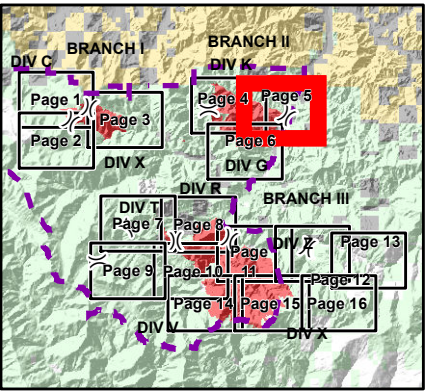 BRANCH I
BRANCH II
DIV C
DIV K
Page 1
Page 3
Page 4
Page 5
Page 2
Page 6
DIV X
DIV G
DIV R
BRANCH III
DIV T
Page 7
Page 8
DIV Z
Page 13
Page
11
Page 9
Page 10
Page 12
Page 14
Page 15
Page 16
DIV V
DIV X